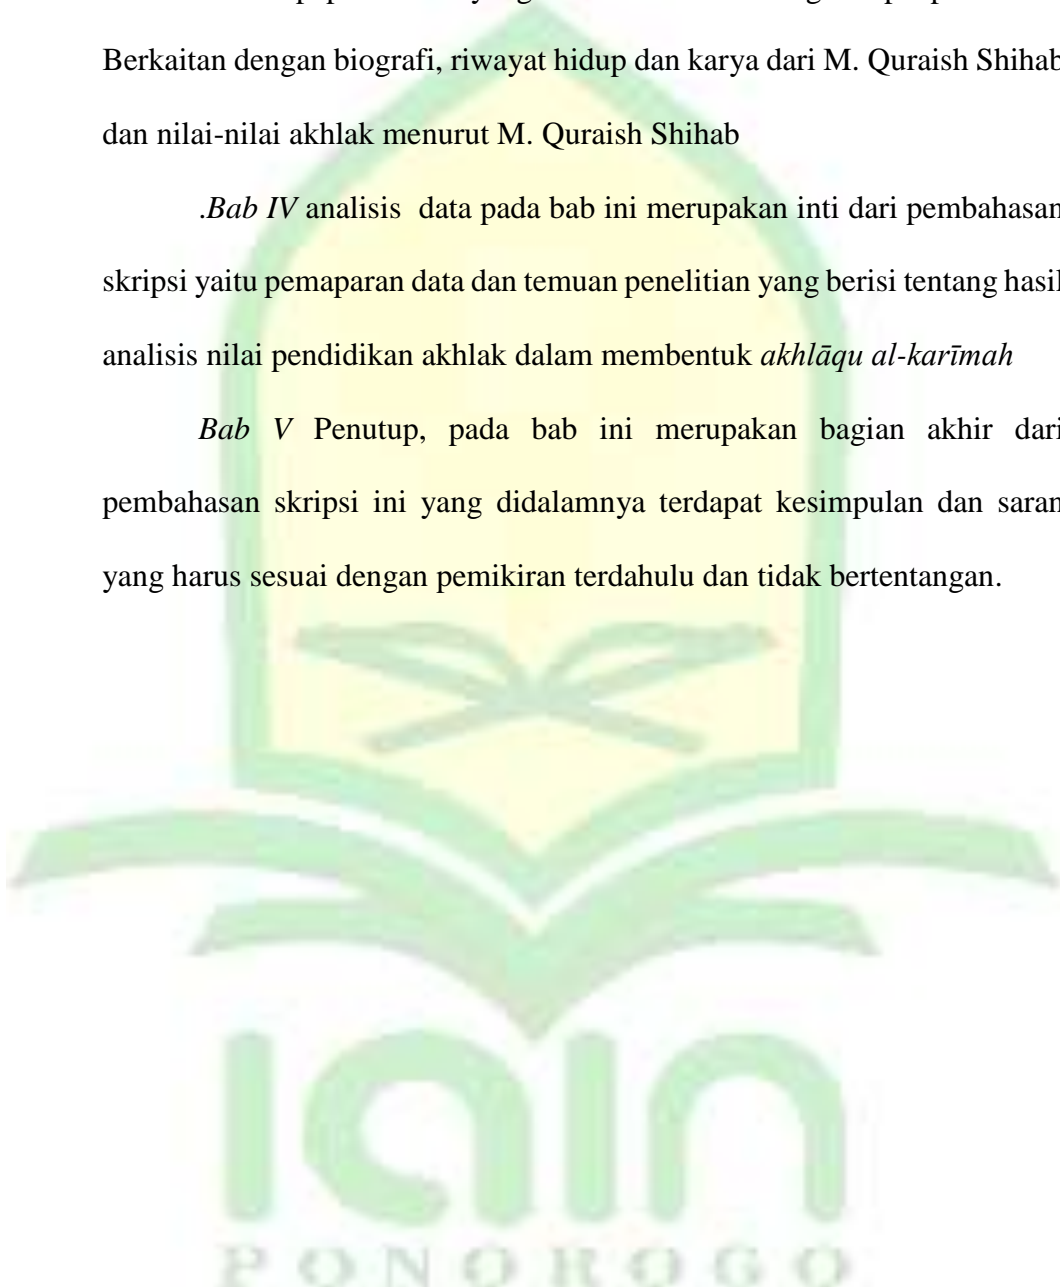 Berkaitan dengan biografi, riwayat hidup dan karya dari M. Quraish Shihab
dan nilai-nilai akhlak menurut M. Quraish Shihab
.Bab IV analisis  data pada bab ini merupakan inti dari pembahasan
skripsi yaitu pemaparan data dan temuan penelitian yang berisi tentang hasil
analisis nilai pendidikan akhlak dalam membentuk akhlāqu al-karīmah
Bab V Penutup, pada bab ini merupakan bagian akhir dari
pembahasan skripsi ini yang didalamnya terdapat kesimpulan dan saran
yang harus sesuai dengan pemikiran terdahulu dan tidak bertentangan.
IAIN
PONOROGO